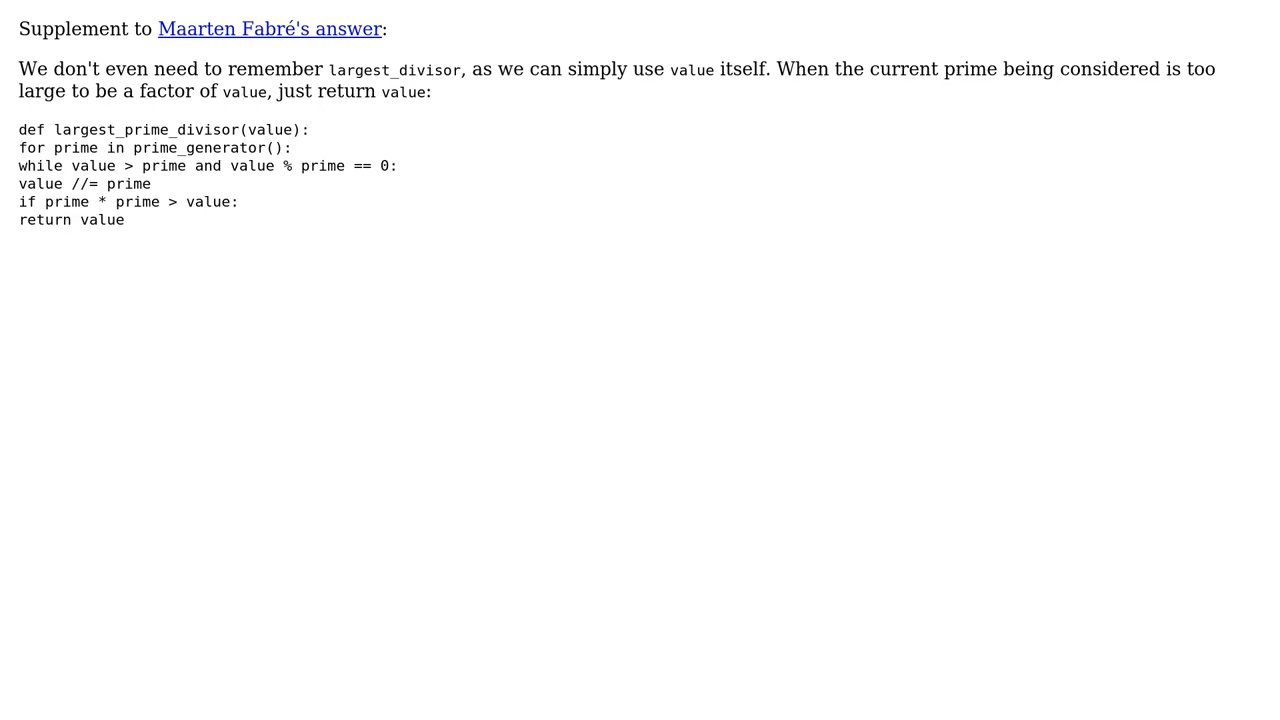 Supplement to Maarten Fabré's answer:
We don't even need to remember largest_divisor, as we can simply use value itself. When the current prime being considered is too
large to be a factor of value, just return value:
def largest_prime_divisor(value):
for prime in prime_generator():
while value > prime and value % prime == 0:
value //= prime
if prime * prime > value:
return value